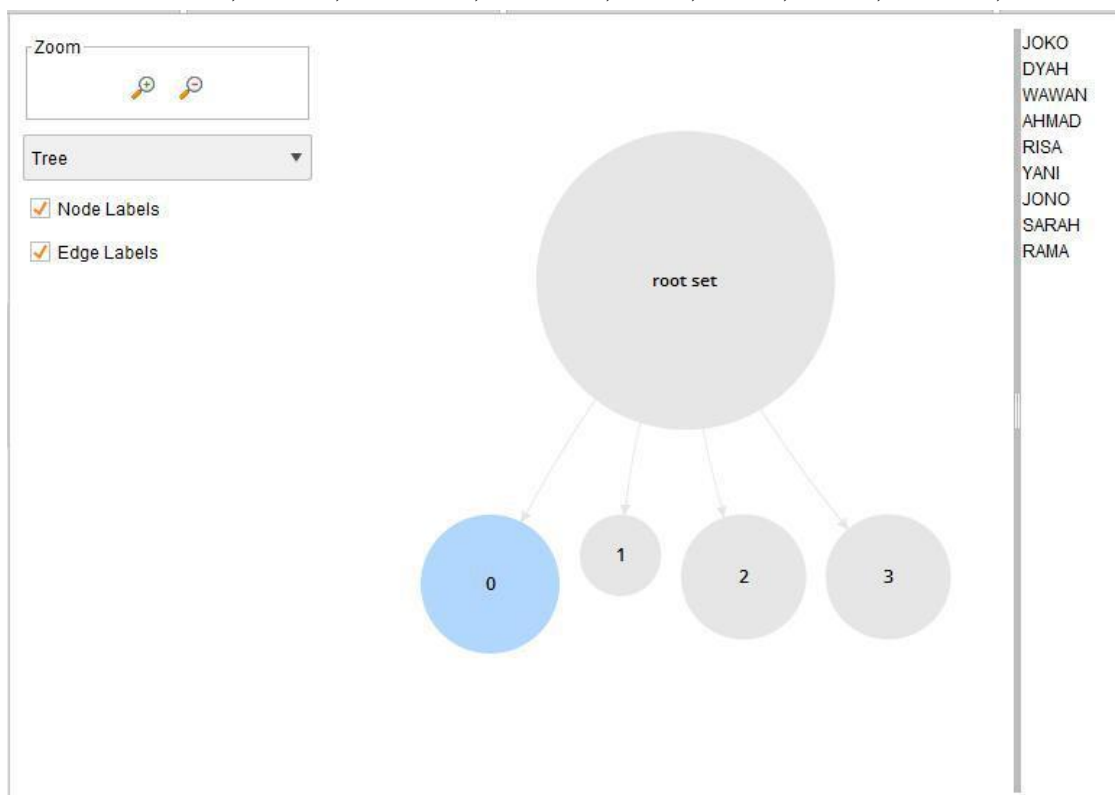 Zoom
Tree
Node Labels
Edge Labels
root set
0
1
2
3
JOKO
DYAH
WAWAN
AHMAD
RISA
YANI
JONO
SARAH
RAMA